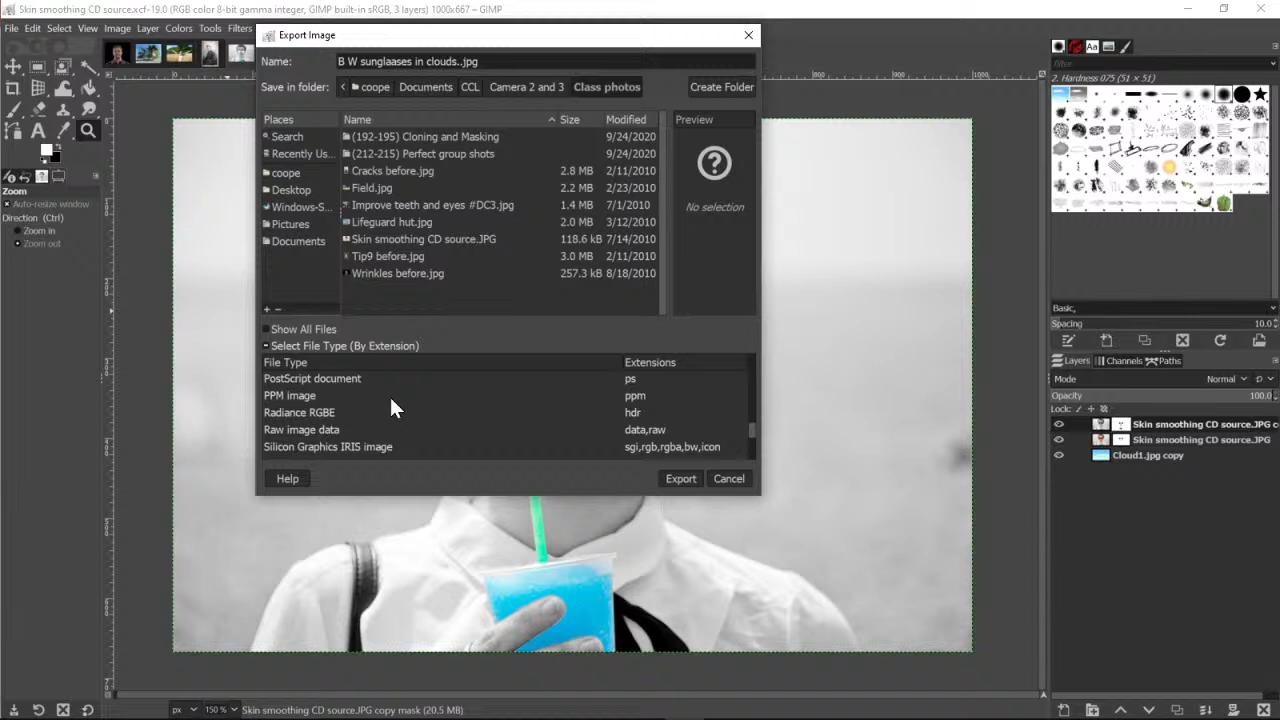 Skin smoothing CD source.xcf-19.0 (RGB color 8-bit gamma integer, GIMP built-in sRGB, 3 layers) 1000x667 – GIMP
File Edit Select View Image Layer Colors Tools Filters
Export Image
Name: B W sunglaases in clouds..jpg
Save in folder: coope Documents CCL Camera 2 and 3 Class photos Create Folder
Places Name Size Modified Preview
Search (192-195) Cloning and Masking 9/24/2020
Recently Us... (212-215) Perfect group shots 9/24/2020
coope Cracks before.jpg 2.8 MB 2/11/2010
Desktop Field.jpg 2.2 MB 2/23/2010
Windows-S... Improve teeth and eyes #DC3.jpg 1.4 MB 7/1/2010 No selection
Pictures Lifeguard hut.jpg 2.0 MB 3/12/2010
Documents Skin smoothing CD source.JPG 118.6 kB 7/14/2010
Tip9 before.jpg 3.0 MB 2/11/2010
Wrinkles before.jpg 257.3 kB 8/18/2010
Show All Files
Select File Type (By Extension)
File Type Extensions
PostScript document ps
PPM image ppm
Radiance RGBE hdr
Raw image data data,raw
Silicon Graphics IRIS image sgi,rgb,rgba,bw,icon
Help Export Cancel
Zoom
Auto-resize window
Direction (Ctrl)
Zoom in
Zoom out
800 900 1000
filter
2. Hardness 075 (51 × 51)
Basic,
Spacing 10.0
Layers Channels Paths
Mode Normal
Opacity 100.0
Lock:
Skin smoothing CD source.JPG c
Skin smoothing CD source.JPG
Cloud1.jpg copy
px 150 % Skin smoothing CD source.JPG copy mask (20.5 MB)